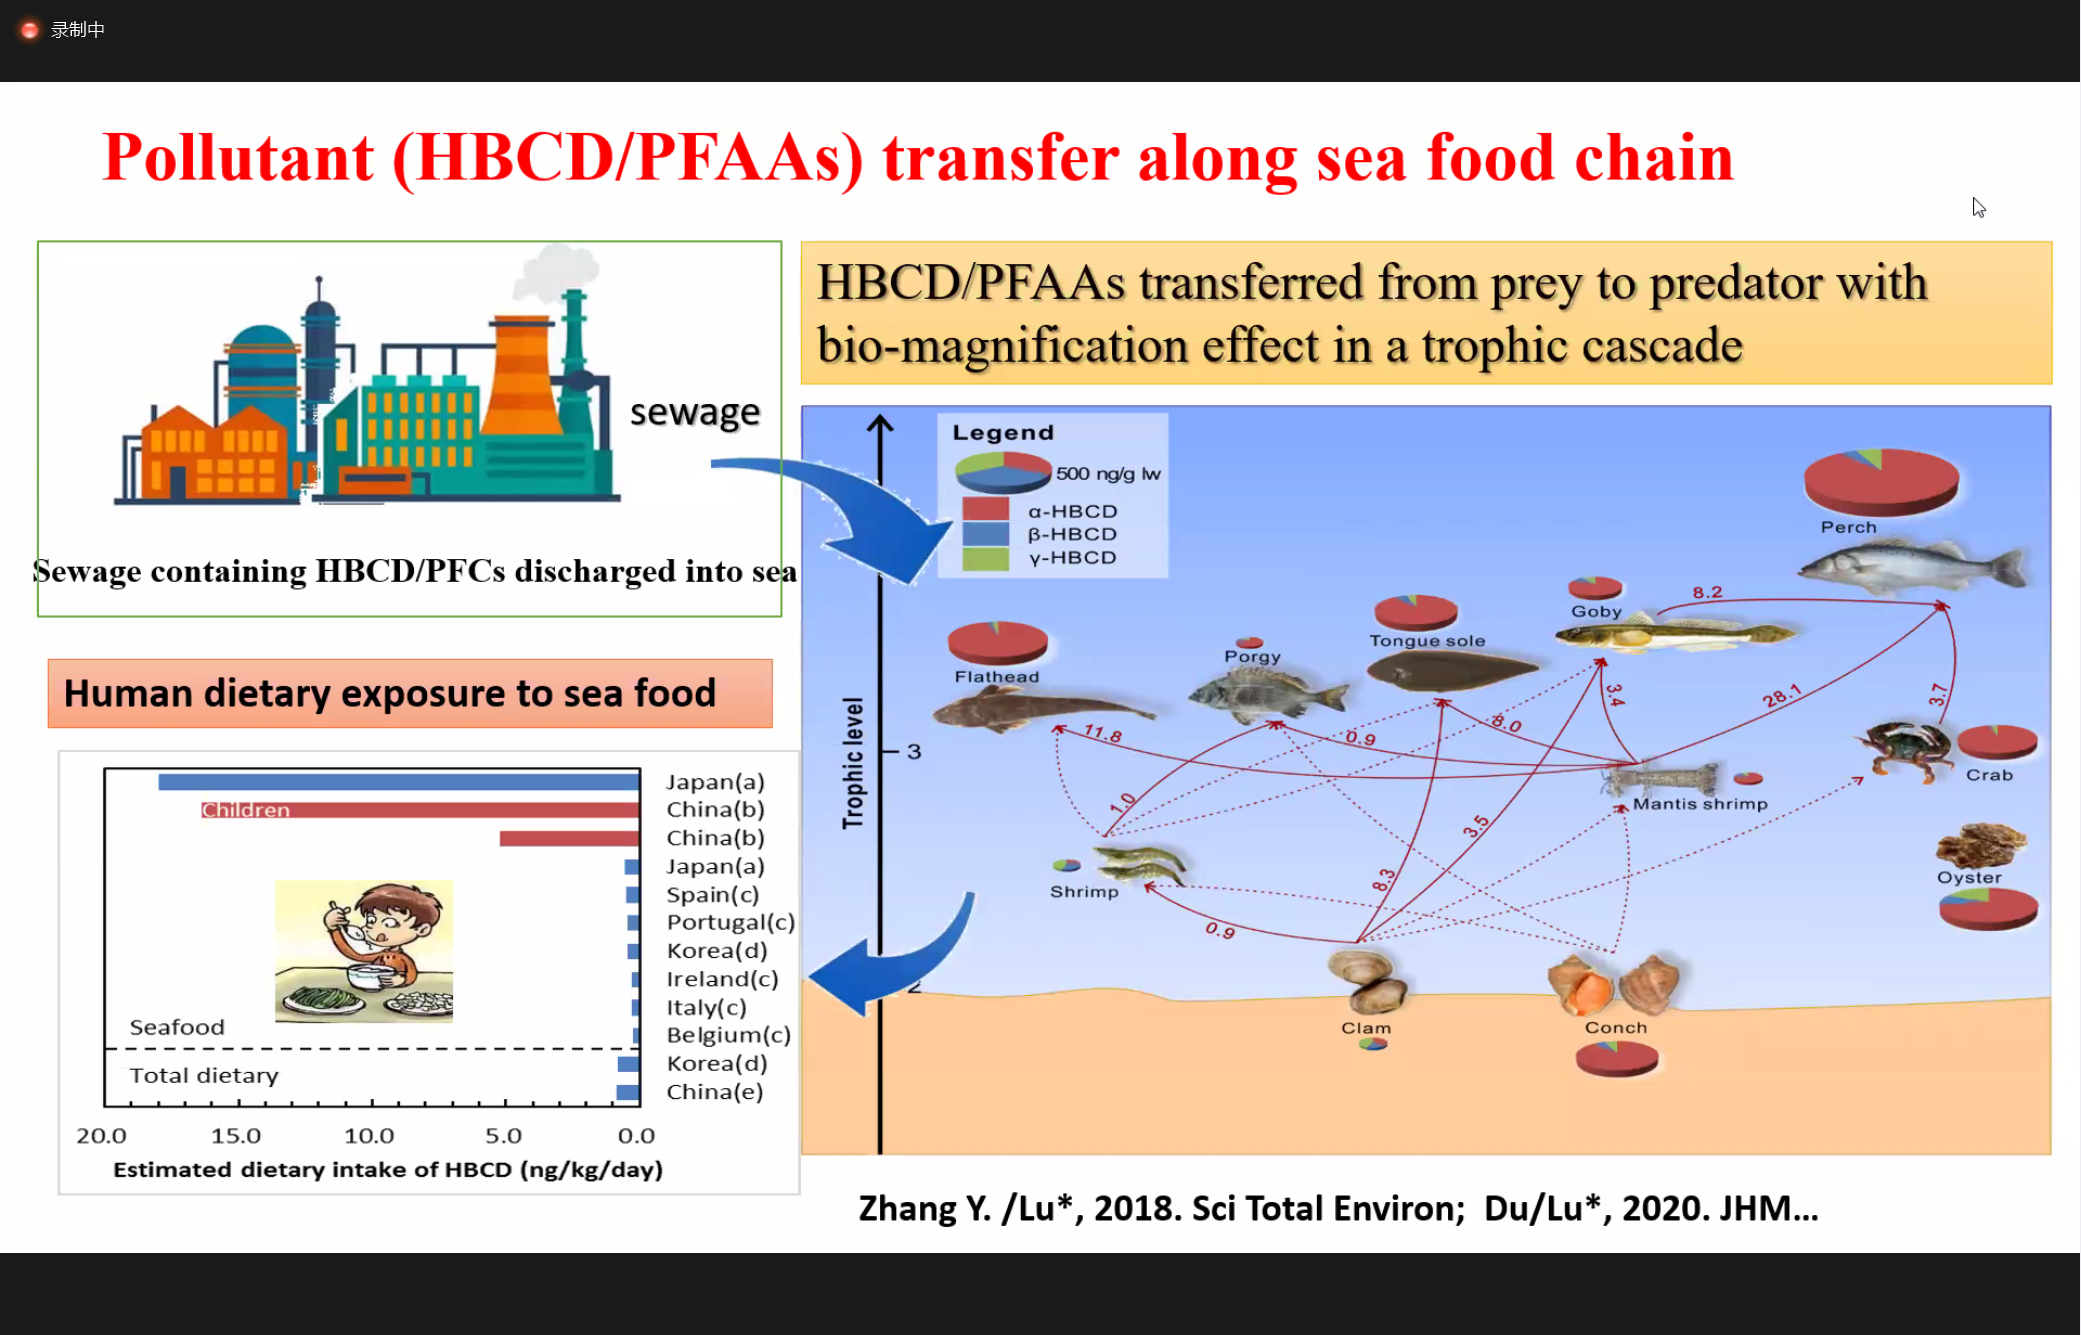 录制中
Pollutant (HBCD/PFAAs) transfer along sea food chain
sewage
Sewage containing HBCD/PFCs discharged into sea
HBCD/PFAAs transferred from prey to predator with
bio-magnification effect in a trophic cascade
Human dietary exposure to sea food
Japan(a)
Children
China(b)
China(b)
Japan(a)
Spain(c)
Portugal(c)
Korea(d)
Ireland(c)
Italy(c)
Seafood
Belgium(c)
Korea(d)
Total dietary
China(e)
20.0 15.0 10.0 5.0 0.0
Estimated dietary intake of HBCD (ng/kg/day)
Legend
500 ng/g lw
α-HBCD
β-HBCD
γ-HBCD
Trophic level
3
2
Perch
Goby
8.2
Tongue sole
Porgy
Flathead
11.8
0.9
8.0
3.4
28.1
3.7
Crab
Mantis shrimp
1.0
3.5
8.3
Shrimp
Oyster
0.9
Clam
Conch
Zhang Y. /Lu*, 2018. Sci Total Environ; Du/Lu*, 2020. JHM...